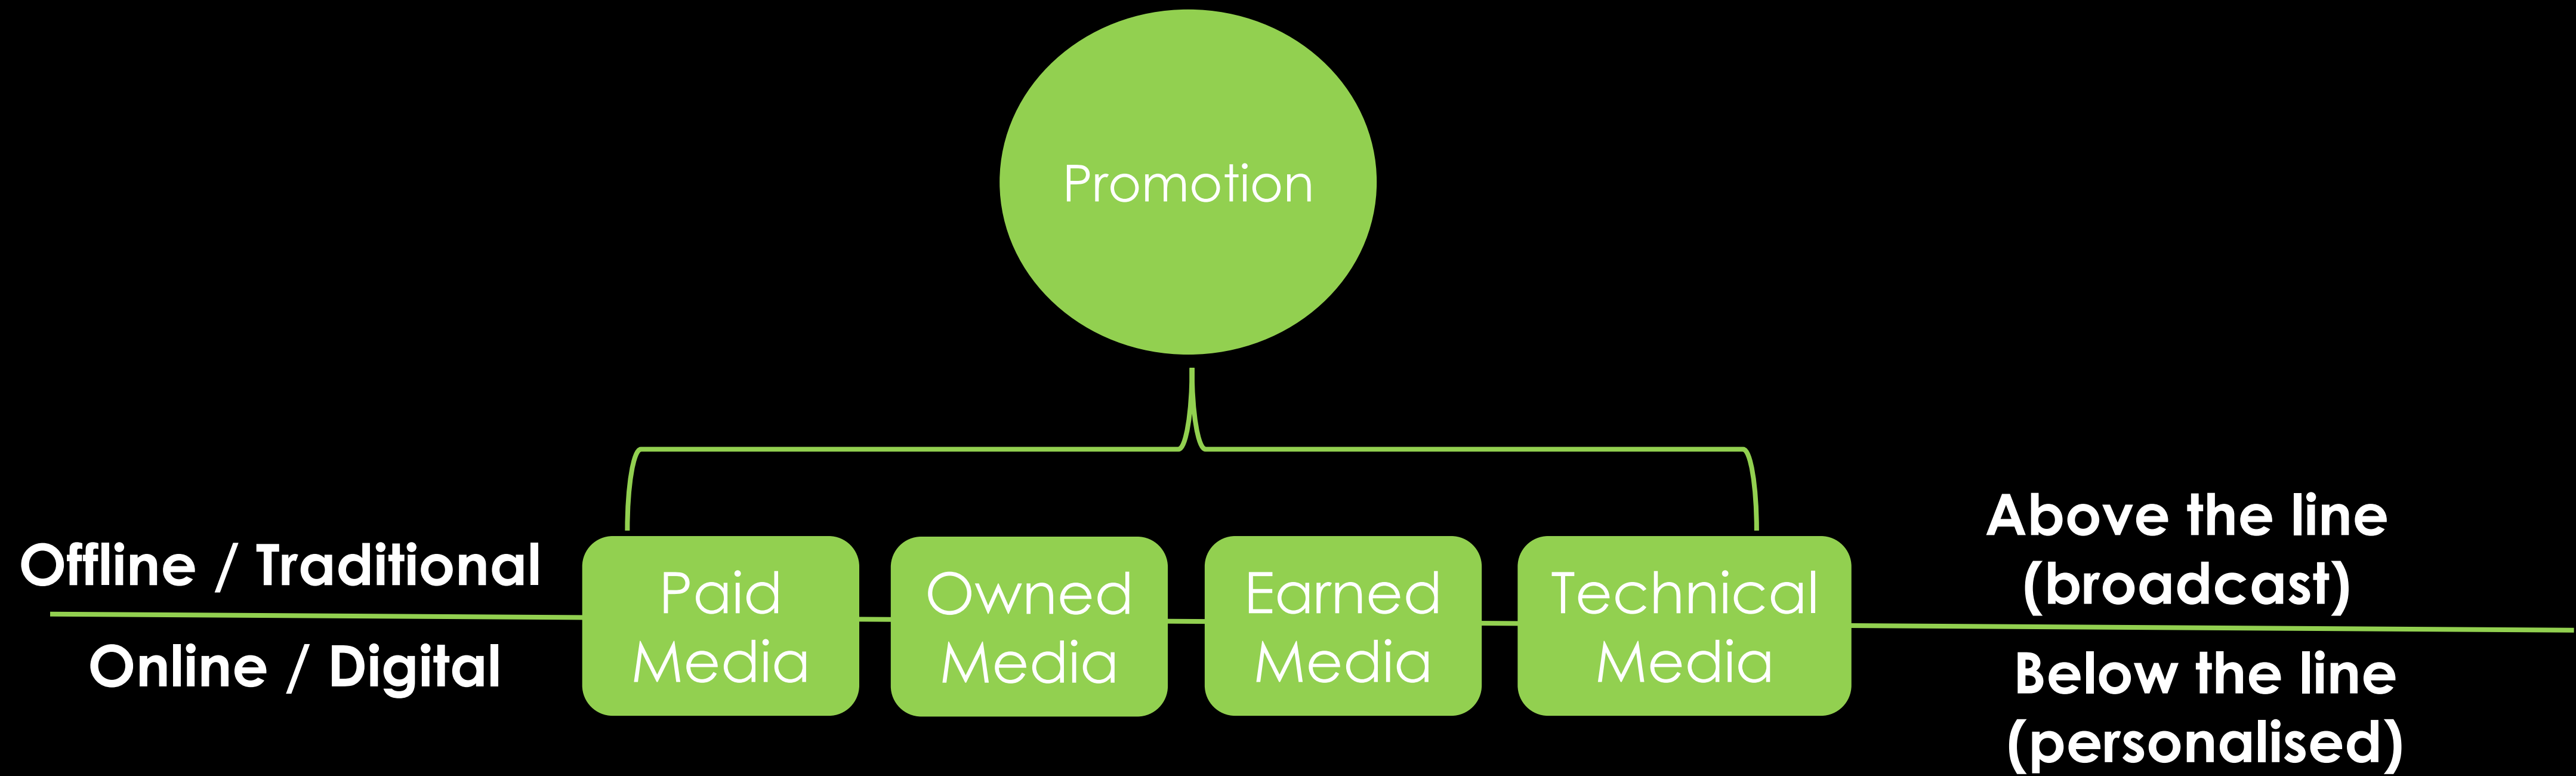 Promotion
Offline / Traditional
Online / Digital
Paid
Media
Owned
Media
Earned
Media
Technical
Media
Above the line
(broadcast)
Below the line
(personalised)